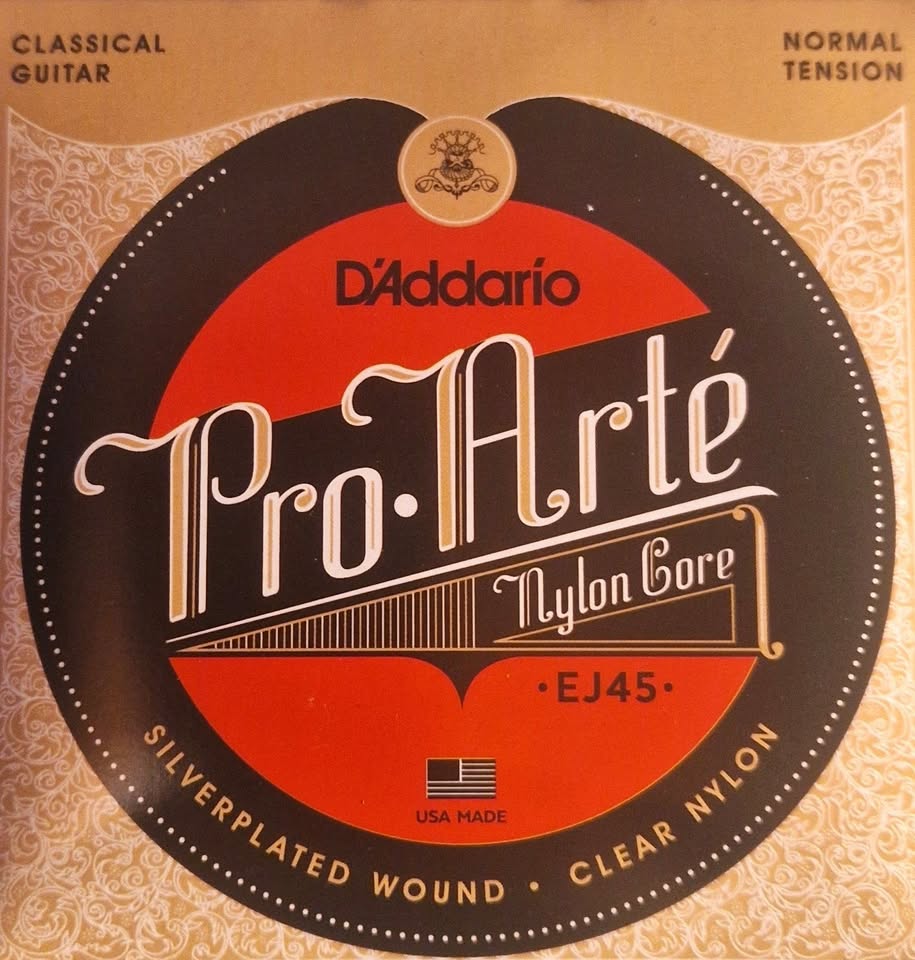 CLASSICAL
GUITAR
NORMAL
TENSION
D'Addario
Pro·Arté
Nylon Core
·EJ45·
USA MADE
SILVERPLATED WOUND · CLEAR NYLON